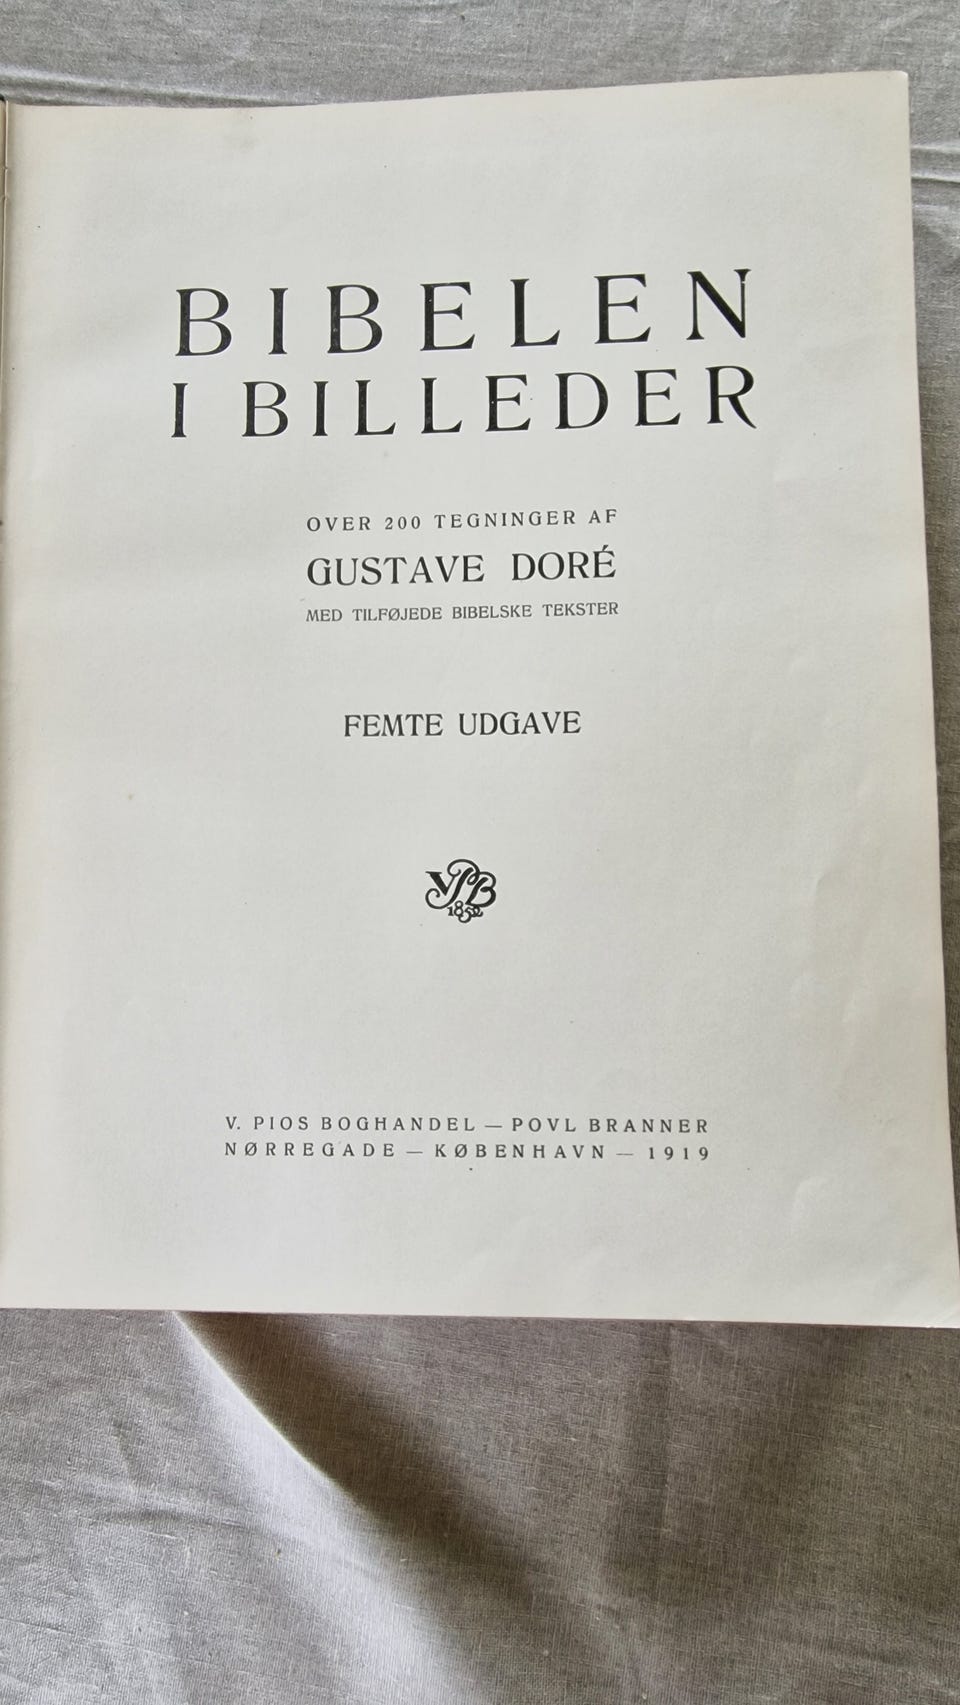 BIBELEN
I BILLEDER
OVER 200 TEGNINGER AF
GUSTAVE DORÉ
MED TILFØJEDE BIBELSKE TEKSTER
FEMTE UDGAVE
VPB
1852
V. PIOS BOGHANDEL — POVL BRANNER
NØRREGADE — KØBENHAVN — 1919